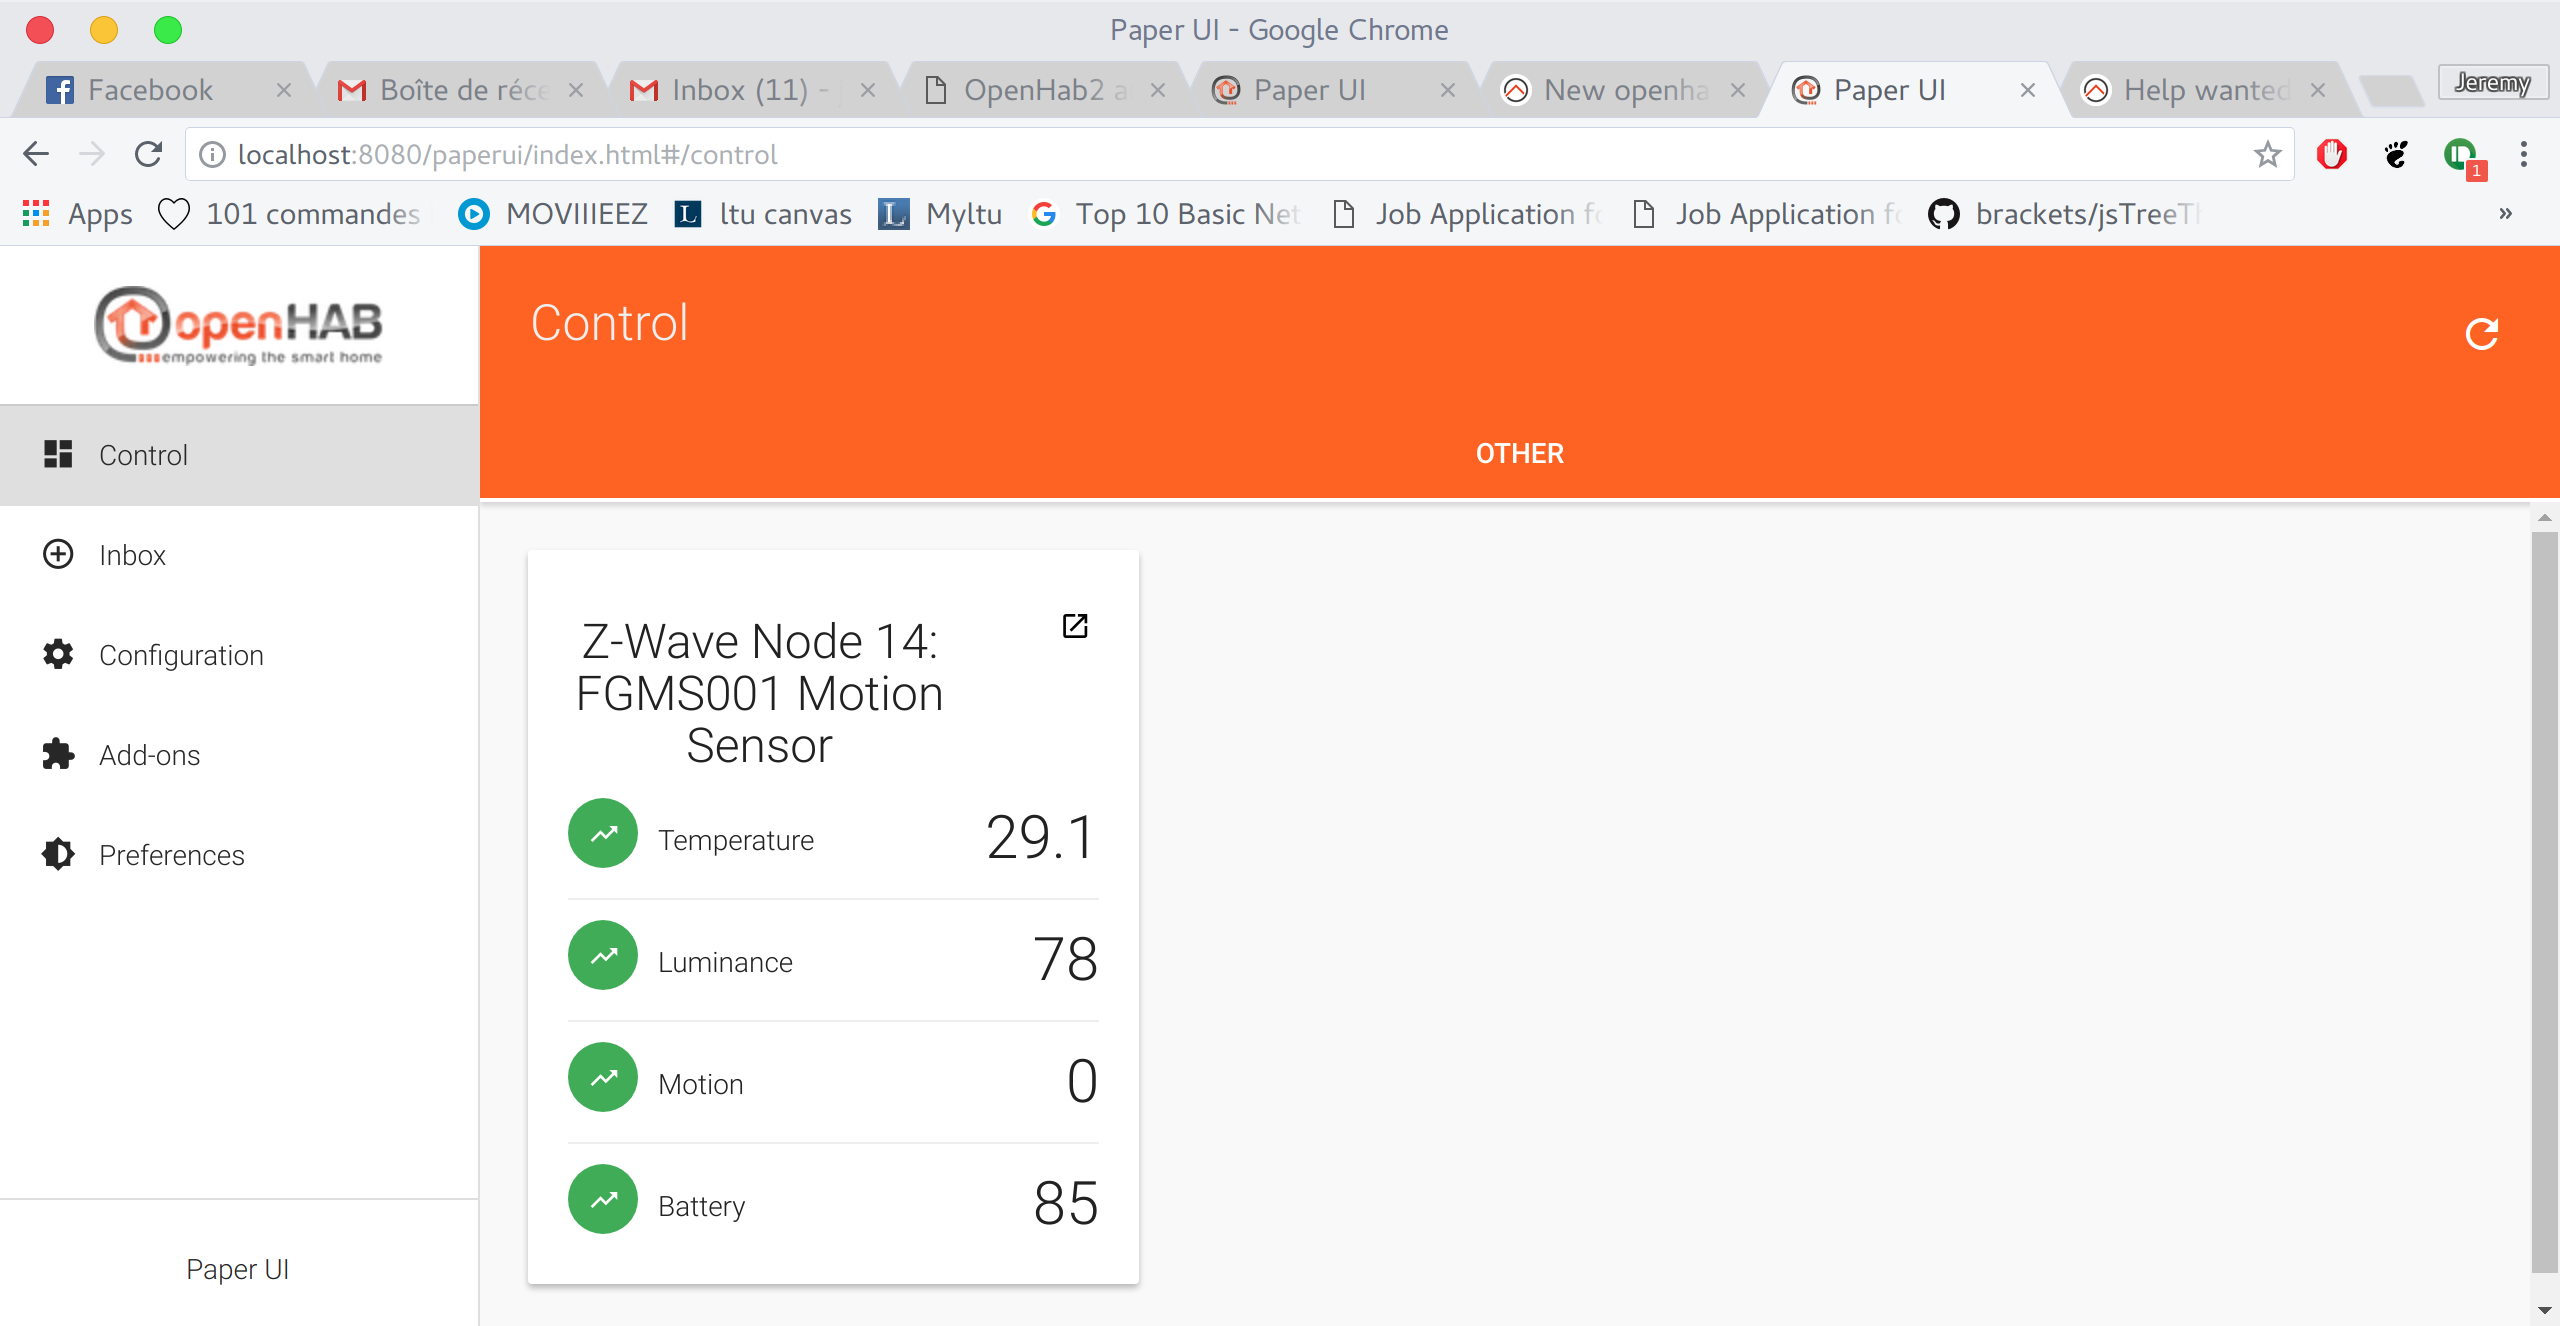 Paper UI - Google Chrome
Facebook
Boîte de réce
Inbox (11) -
OpenHab2 a
Paper UI
New openha
Paper UI
Help wanted
Jeremy
localhost:8080/paperui/index.html#/control
1
Apps
101 commandes
MOVIIIEEZ
L
ltu canvas
L
Myltu
Top 10 Basic Net
Job Application fo
Job Application fo
brackets/jsTreeTh
»
openHAB
empowering the smart home
Control
Inbox
Configuration
Add-ons
Preferences
Paper UI
Control
OTHER
Z-Wave Node 14:
FGMS001 Motion
Sensor
Temperature 29.1
Luminance 78
Motion 0
Battery 85